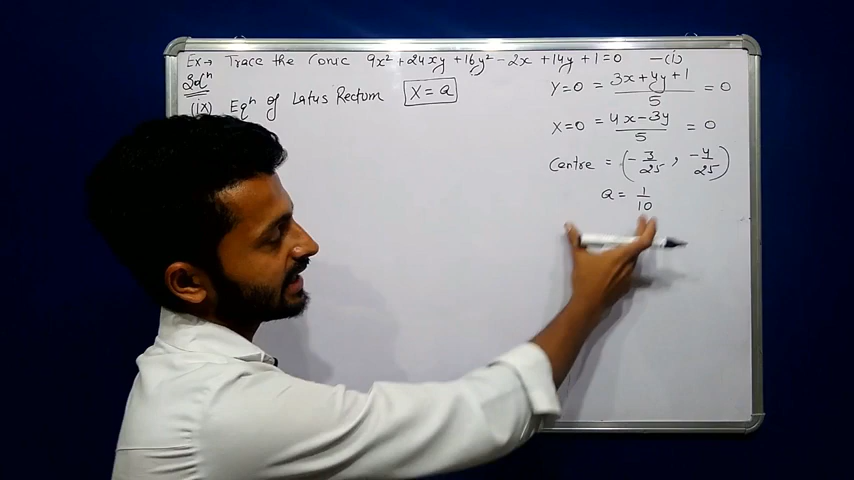 Ex→ Trace the Conic 9x²+24xy+16y²-2x+14y+1=0 —(i)
Solⁿ
(ix) Eqⁿ of Latus Rectum X = a
Y=0 = 3x+4y+1/5 = 0
X=0 = 4x-3y/5 = 0
Centre = (-3/25, -4/25)
a = 1/10